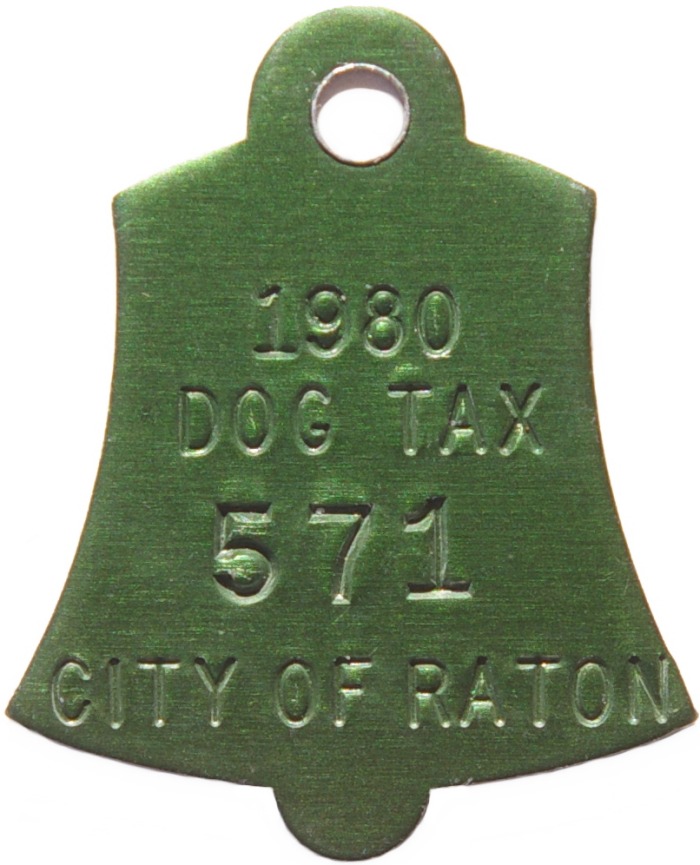 1980
DOG TAX
571
CITY OF RATON